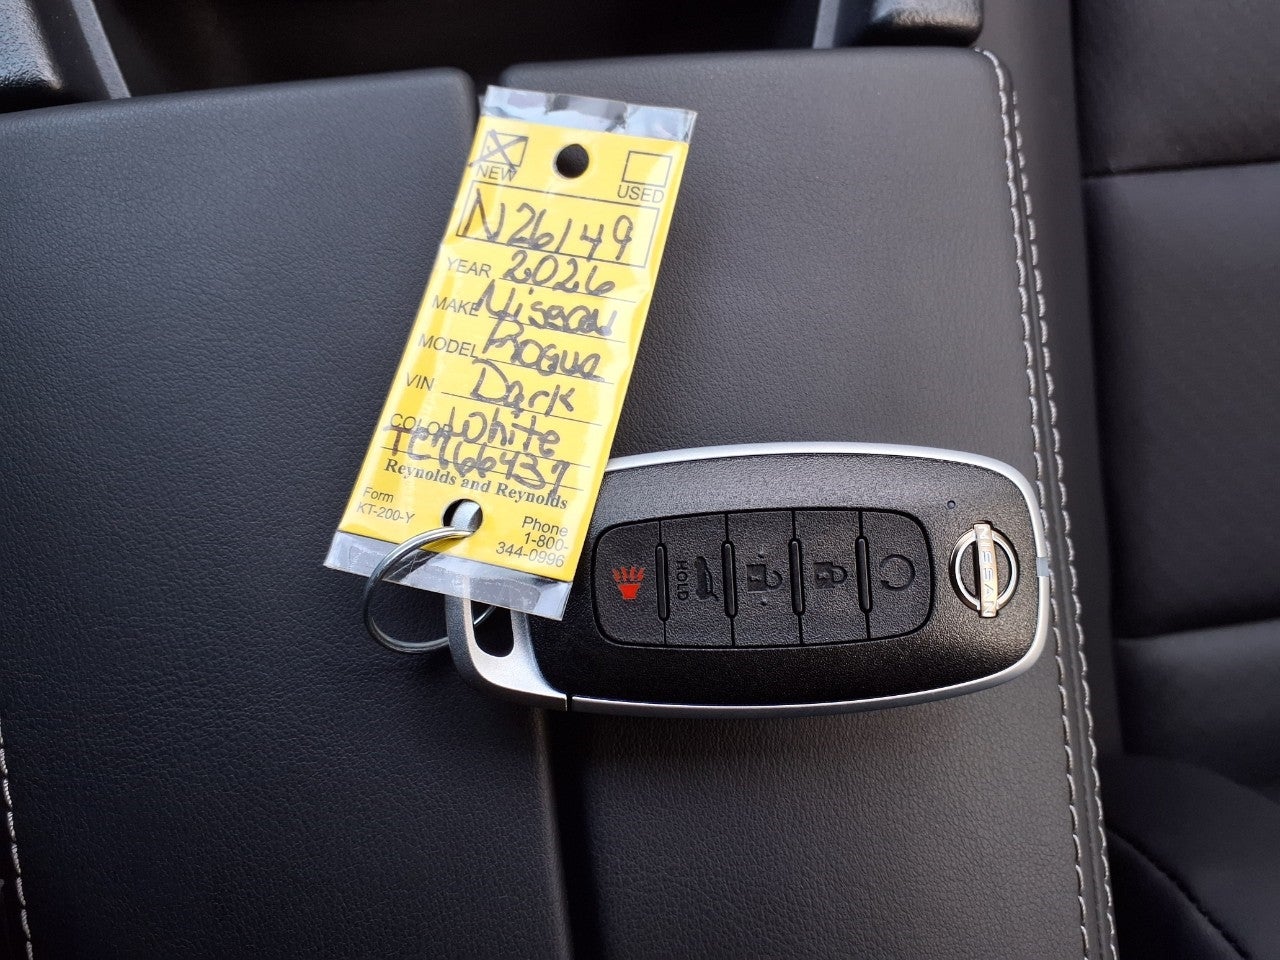 NEW
USED
N26149
YEAR 2026
MAKE Nissan
MODEL Rogue
VIN Dark
COLOR White
TC766437
Reynolds and Reynolds
Form
KT-200-Y
Phone
1-800-
344-0996
HOLD
NISSAN